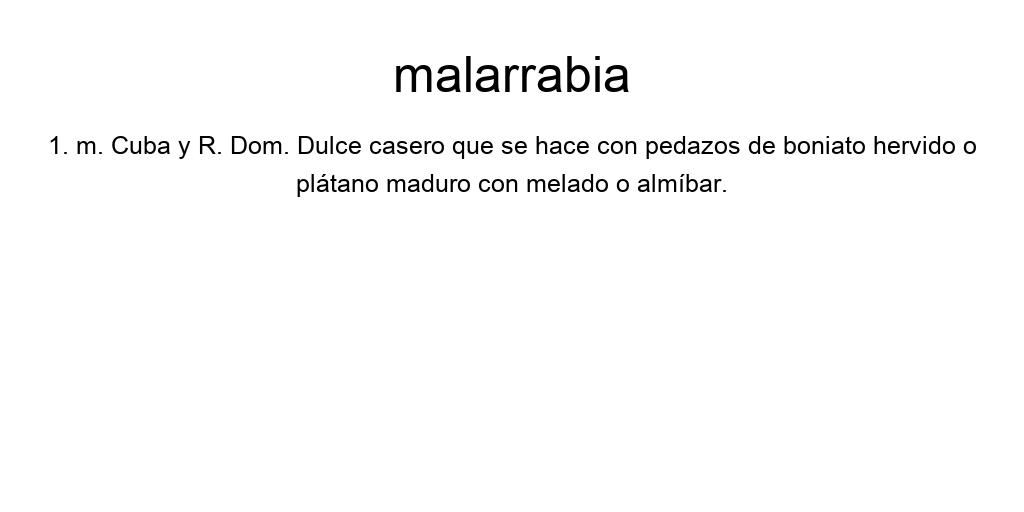 malarrabia
1. m. Cuba y R. Dom. Dulce casero que se hace con pedazos de boniato hervido o
plátano maduro con melado o almíbar.